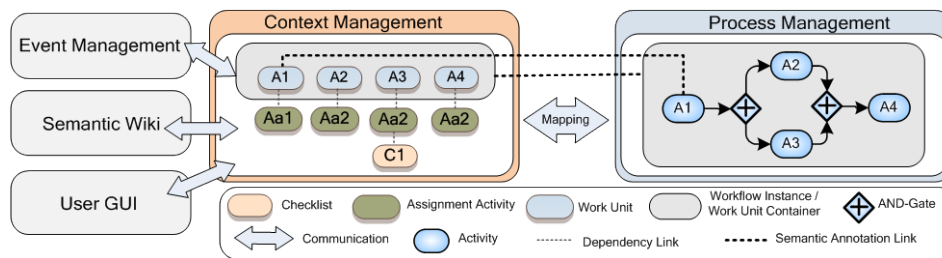 Context Management
Process Management
Event Management
Semantic Wiki
User GUI
A1 A2 A3 A4
Aa1 Aa2 Aa2 Aa2
C1
Mapping
A1
A2
A3
A4
Checklist
Assignment Activity
Work Unit
Workflow Instance /
Work Unit Container
AND-Gate
Communication
Activity
Dependency Link
Semantic Annotation Link